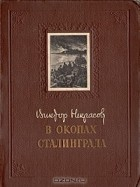 Виктор Некрасов
В ОКОПАХ
СТАЛИНГРАДА